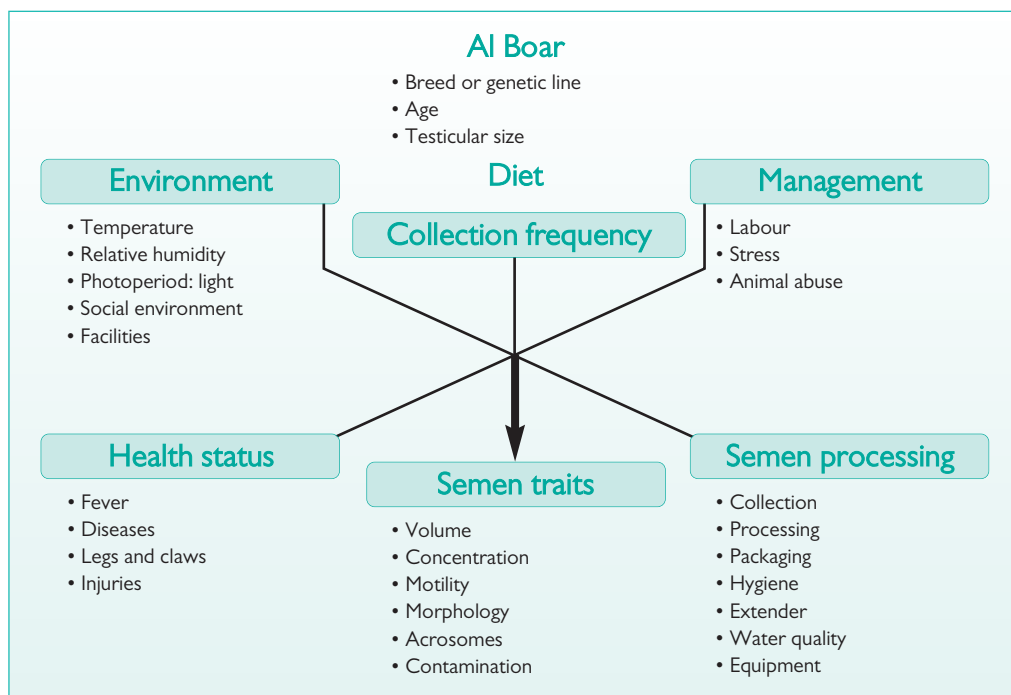 AI Boar
• Breed or genetic line
• Age
• Testicular size
Diet
Environment
• Temperature
• Relative humidity
• Photoperiod: light
• Social environment
• Facilities
Collection frequency
Management
• Labour
• Stress
• Animal abuse
Health status
• Fever
• Diseases
• Legs and claws
• Injuries
Semen traits
• Volume
• Concentration
• Motility
• Morphology
• Acrosomes
• Contamination
Semen processing
• Collection
• Processing
• Packaging
• Hygiene
• Extender
• Water quality
• Equipment